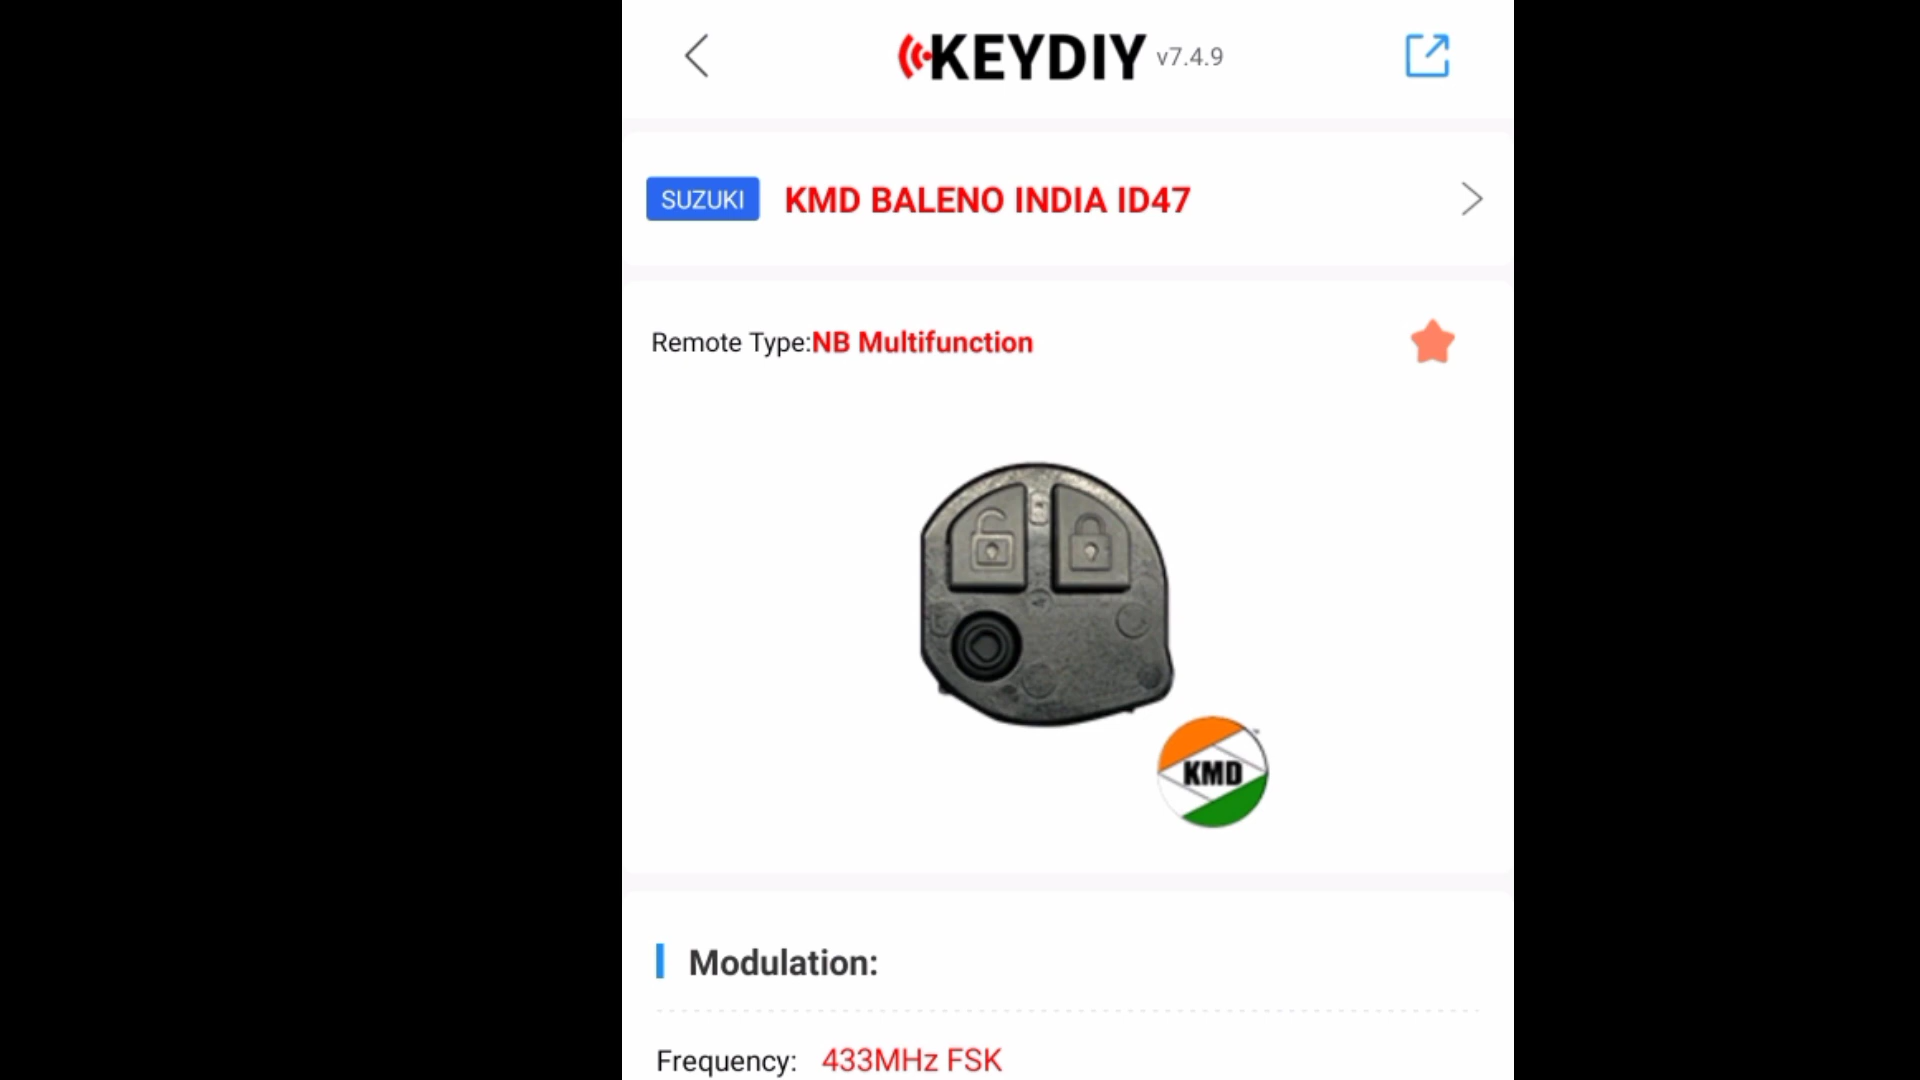 KEYDIY v7.4.9
SUZUKI KMD BALENO INDIA ID47
Remote Type:NB Multifunction
KMD
Modulation:
Frequency: 433MHz FSK